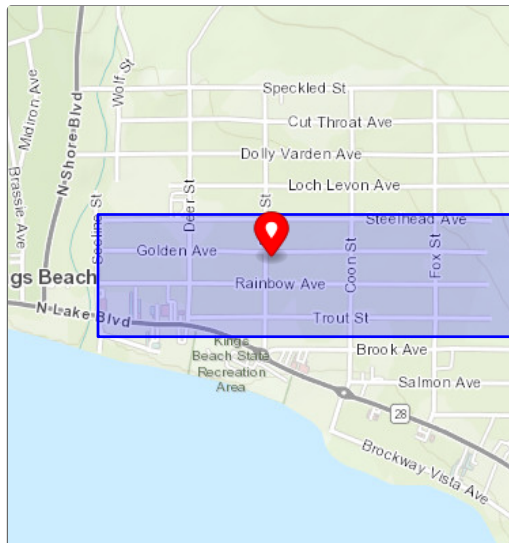 Speckled St
Wolf St
Cut Throat Ave
Midiron Ave
N Shore Blvd
Dolly Varden Ave
Brassie Ave
Loch Levon Ave
Deer St
St
Secline St
Steelhead Ave
Golden Ave
Coon St
Fox St
gs Beach
Rainbow Ave
N Lake Blvd
Trout St
Kings
Beach State
Recreation
Area
Brook Ave
Salmon Ave
28
Brockway Vista Ave